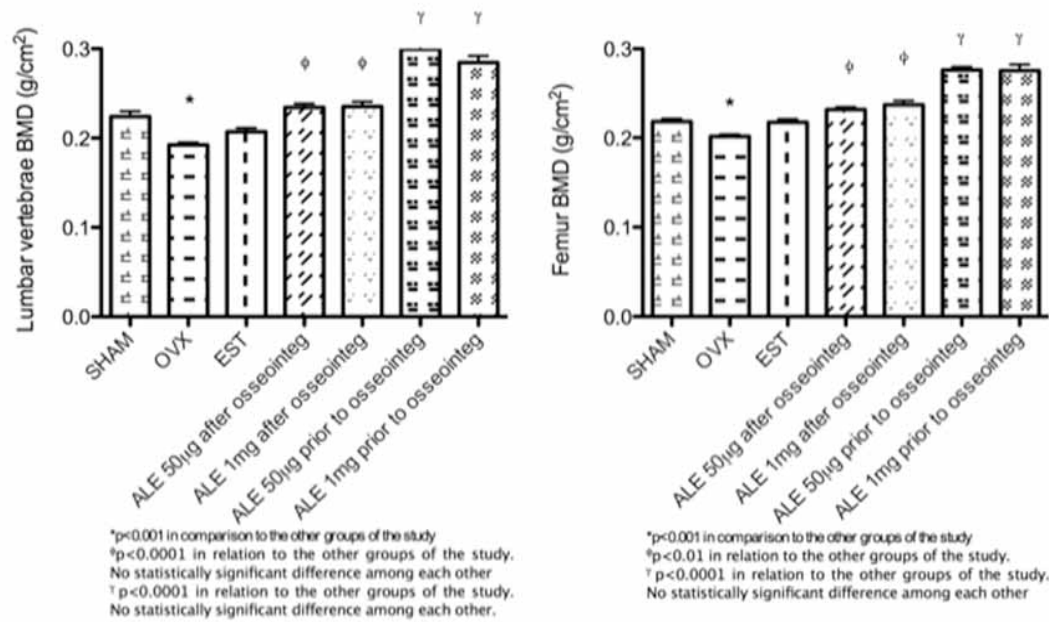 Lumbar vertebrae BMD (g/cm²)
0.3
0.2
0.1
0.0
*
ϕ
ϕ
γ
γ
SHAM
OVX
EST
ALE 50μg after osseointeg
ALE 1mg after osseointeg
ALE 50μg prior to osseointeg
ALE 1mg prior to osseointeg
*p<0.001 in comparison to the other groups of the study
ϕp<0.0001 in relation to the other groups of the study.
No statistically significant difference among each other
γ p<0.0001 in relation to the other groups of the study.
No statistically significant difference among each other.
Femur BMD (g/cm²)
0.3
0.2
0.1
0.0
*
ϕ
ϕ
γ
γ
SHAM
OVX
EST
ALE 50μg after osseointeg
ALE 1mg after osseointeg
ALE 50μg prior to osseointeg
ALE 1mg prior to osseointeg
*p<0.001 in comparison to the other groups of the study
ϕp<0.01 in relation to the other groups of the study.
γ p<0.0001 in relation to the other groups of the study.
No statistically significant difference among each other